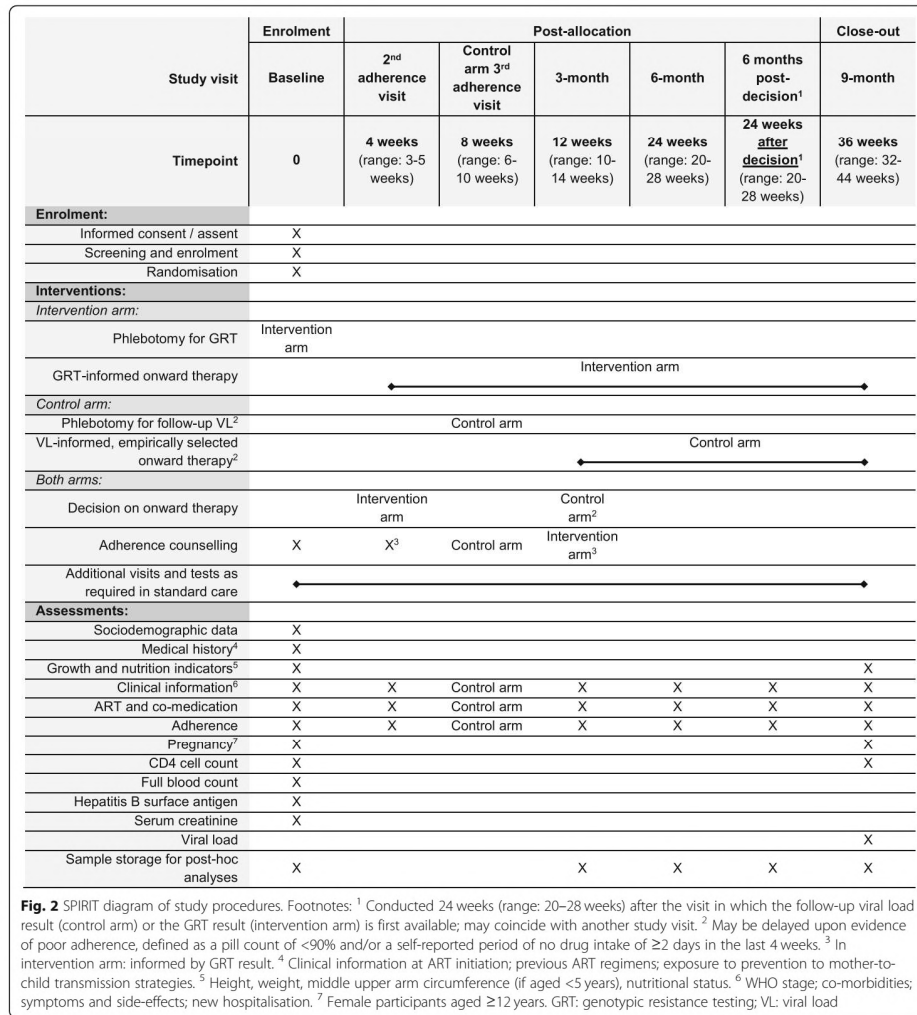 Enrolment Post-allocation Close-out
Study visit Baseline 2nd adherence visit Control arm 3rd adherence visit 3-month 6-month 6 months post-decision1 9-month
Timepoint 0 4 weeks (range: 3-5 weeks) 8 weeks (range: 6-10 weeks) 12 weeks (range: 10-14 weeks) 24 weeks (range: 20-28 weeks) 24 weeks after decision1 (range: 20-28 weeks) 36 weeks (range: 32-44 weeks)
Enrolment:
Informed consent / assent X
Screening and enrolment X
Randomisation X
Interventions:
Intervention arm:
Phlebotomy for GRT Intervention arm
GRT-informed onward therapy Intervention arm
Control arm:
Phlebotomy for follow-up VL2 Control arm
VL-informed, empirically selected onward therapy2 Control arm
Both arms:
Decision on onward therapy Intervention arm Control arm2
Adherence counselling X X3 Control arm Intervention arm3
Additional visits and tests as required in standard care
Assessments:
Sociodemographic data X
Medical history4 X
Growth and nutrition indicators5 X X
Clinical information6 X X Control arm X X X X
ART and co-medication X X Control arm X X X X
Adherence X X Control arm X X X X
Pregnancy7 X X
CD4 cell count X X
Full blood count X
Hepatitis B surface antigen X
Serum creatinine X
Viral load X
Sample storage for post-hoc analyses X X X X X
Fig. 2 SPIRIT diagram of study procedures. Footnotes: 1 Conducted 24 weeks (range: 20–28 weeks) after the visit in which the follow-up viral load
result (control arm) or the GRT result (intervention arm) is first available; may coincide with another study visit. 2 May be delayed upon evidence
of poor adherence, defined as a pill count of <90% and/or a self-reported period of no drug intake of ≥2 days in the last 4 weeks. 3 In
intervention arm: informed by GRT result. 4 Clinical information at ART initiation; previous ART regimens; exposure to prevention to mother-to-
child transmission strategies. 5 Height, weight, middle upper arm circumference (if aged <5 years), nutritional status. 6 WHO stage; co-morbidities;
symptoms and side-effects; new hospitalisation. 7 Female participants aged ≥12 years. GRT: genotypic resistance testing; VL: viral load